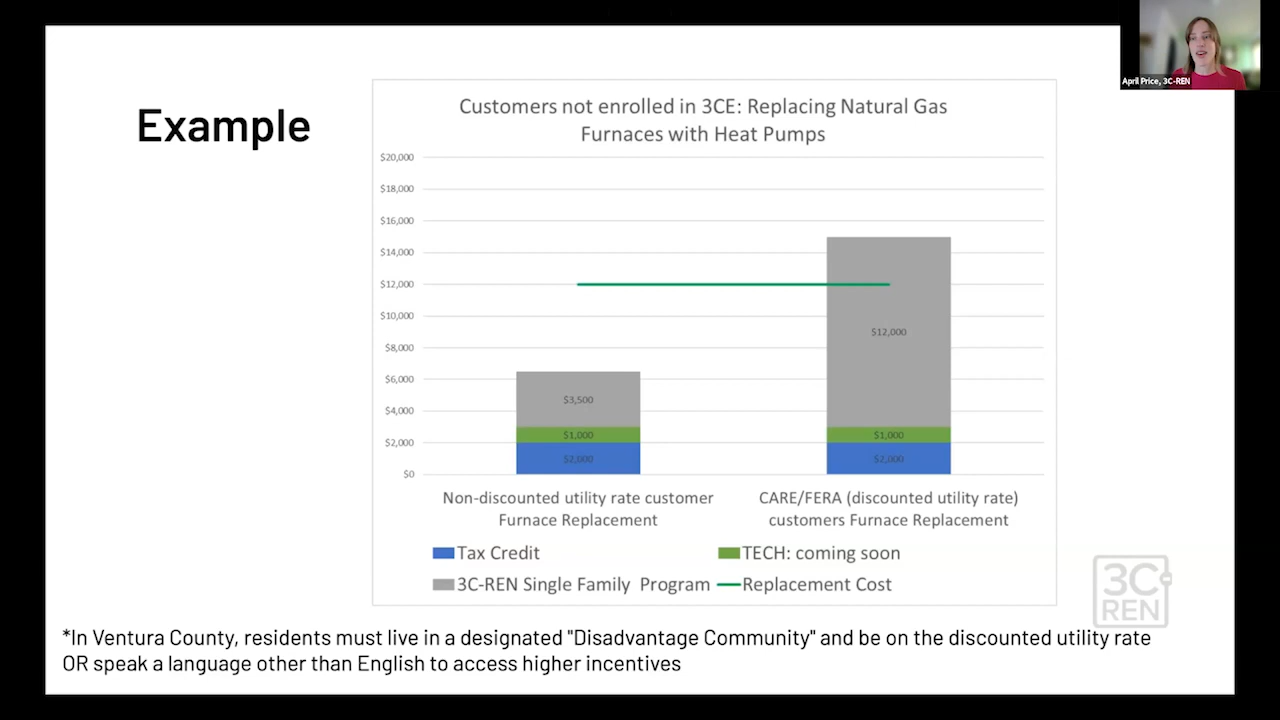 April Price, 3C-REN
Example
Customers not enrolled in 3CE: Replacing Natural Gas
Furnaces with Heat Pumps
$20,000
$18,000
$16,000
$14,000
$12,000
$10,000
$8,000
$6,000
$4,000
$2,000
$0
$3,500
$1,000
$2,000
$12,000
$1,000
$2,000
Non-discounted utility rate customer
Furnace Replacement
CARE/FERA (discounted utility rate)
customers Furnace Replacement
Tax Credit
TECH: coming soon
3C-REN Single Family Program
Replacement Cost
3C
REN
*In Ventura County, residents must live in a designated "Disadvantage Community" and be on the discounted utility rate
OR speak a language other than English to access higher incentives